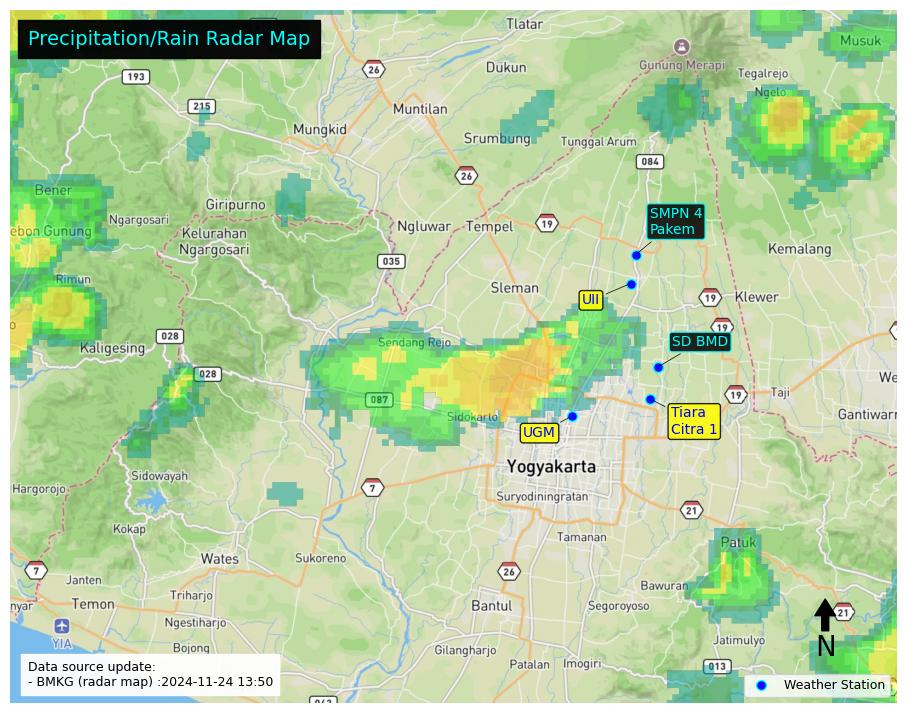 Precipitation/Rain Radar Map
Tlatar
Musuk
Gunung Merapi
Dukun
193
26
Tegalrejo
Ngelo
215
Muntilan
Mungkid
Srumbung
Tunggal Arum
084
26
Bener
Giripurno
Ngargosari
SMPN 4
Pakem
Ngluwar
Tempel
19
ebon Gunung
Kelurahan
Ngargosari
Kemalang
035
Rimun
Sleman
UII
19
Klewer
19
028
Kaligesing
Sendang Rejo
SD BMD
028
We
087
19
Taji
Sidokarto
Tiara
Citra 1
Gantiwarn
UGM
Yogyakarta
Sidowayah
Hargorojo
7
Suryodiningratan
21
Kokap
Tamanan
Patuk
Wates
Sukoreno
7
26
Janten
Bawuran
Triharjo
nyar
Temon
Bantul
Segoroyoso
21
Ngestiharjo
YIA
N
Jatimulyo
Bojong
Gilangharjo
Patalan
Imogiri
013
Data source update:
- BMKG (radar map) :2024-11-24 13:50
Weather Station